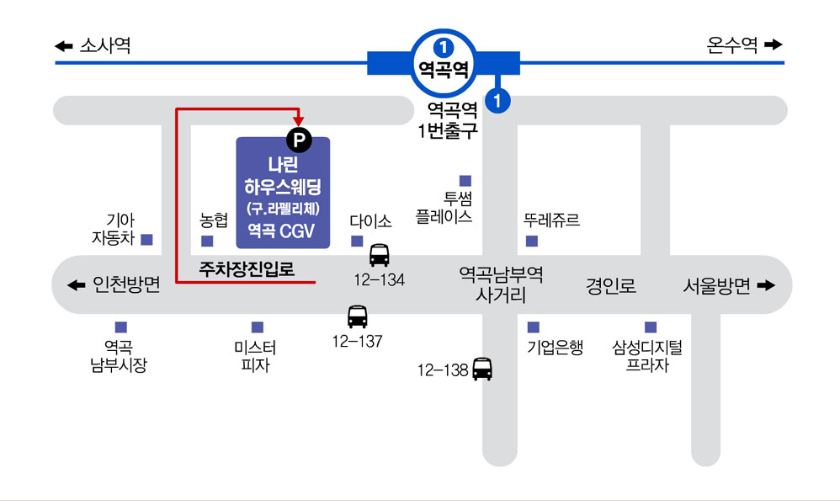 ← 소사역
온수역 →
1
역곡역
1
역곡역
1번출구
P
나린
하우스웨딩
(구.라펠리체)
역곡 CGV
투썸
플레이스
기아
자동차
농협
다이소
뚜레쥬르
주차장진입로
12-134
← 인천방면
역곡남부역
사거리
경인로
서울방면 →
역곡
남부시장
미스터
피자
12-137
기업은행
삼성디지털
프라자
12-138